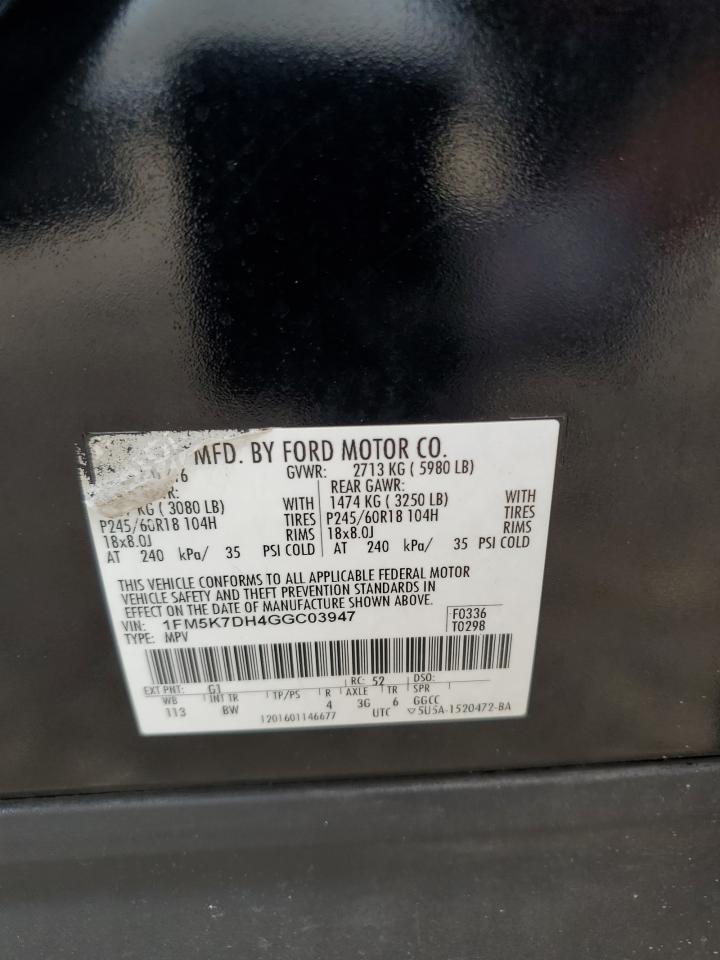 MFD. BY FORD MOTOR CO.
GVWR: 2713 KG ( 5980 LB)
REAR GAWR:
KG ( 3080 LB) WITH 1474 KG ( 3250 LB) WITH
P245/60R18 104H TIRES P245/60R18 104H TIRES
18x8.0J RIMS 18x8.0J RIMS
AT 240 kPa/ 35 PSI COLD AT 240 kPa/ 35 PSI COLD
THIS VEHICLE CONFORMS TO ALL APPLICABLE FEDERAL MOTOR
VEHICLE SAFETY AND THEFT PREVENTION STANDARDS IN
EFFECT ON THE DATE OF MANUFACTURE SHOWN ABOVE.
VIN: 1FM5K7DH4GGC03947 F0336
TYPE: MPV T0298
EXT PNT: G1 RC: 52 DSO:
WB INT TR TP/PS R AXLE TR SPR
113 BW 4 3G 6 GGCC
1201601146677 UTC ▽5U5A-1520472-BA